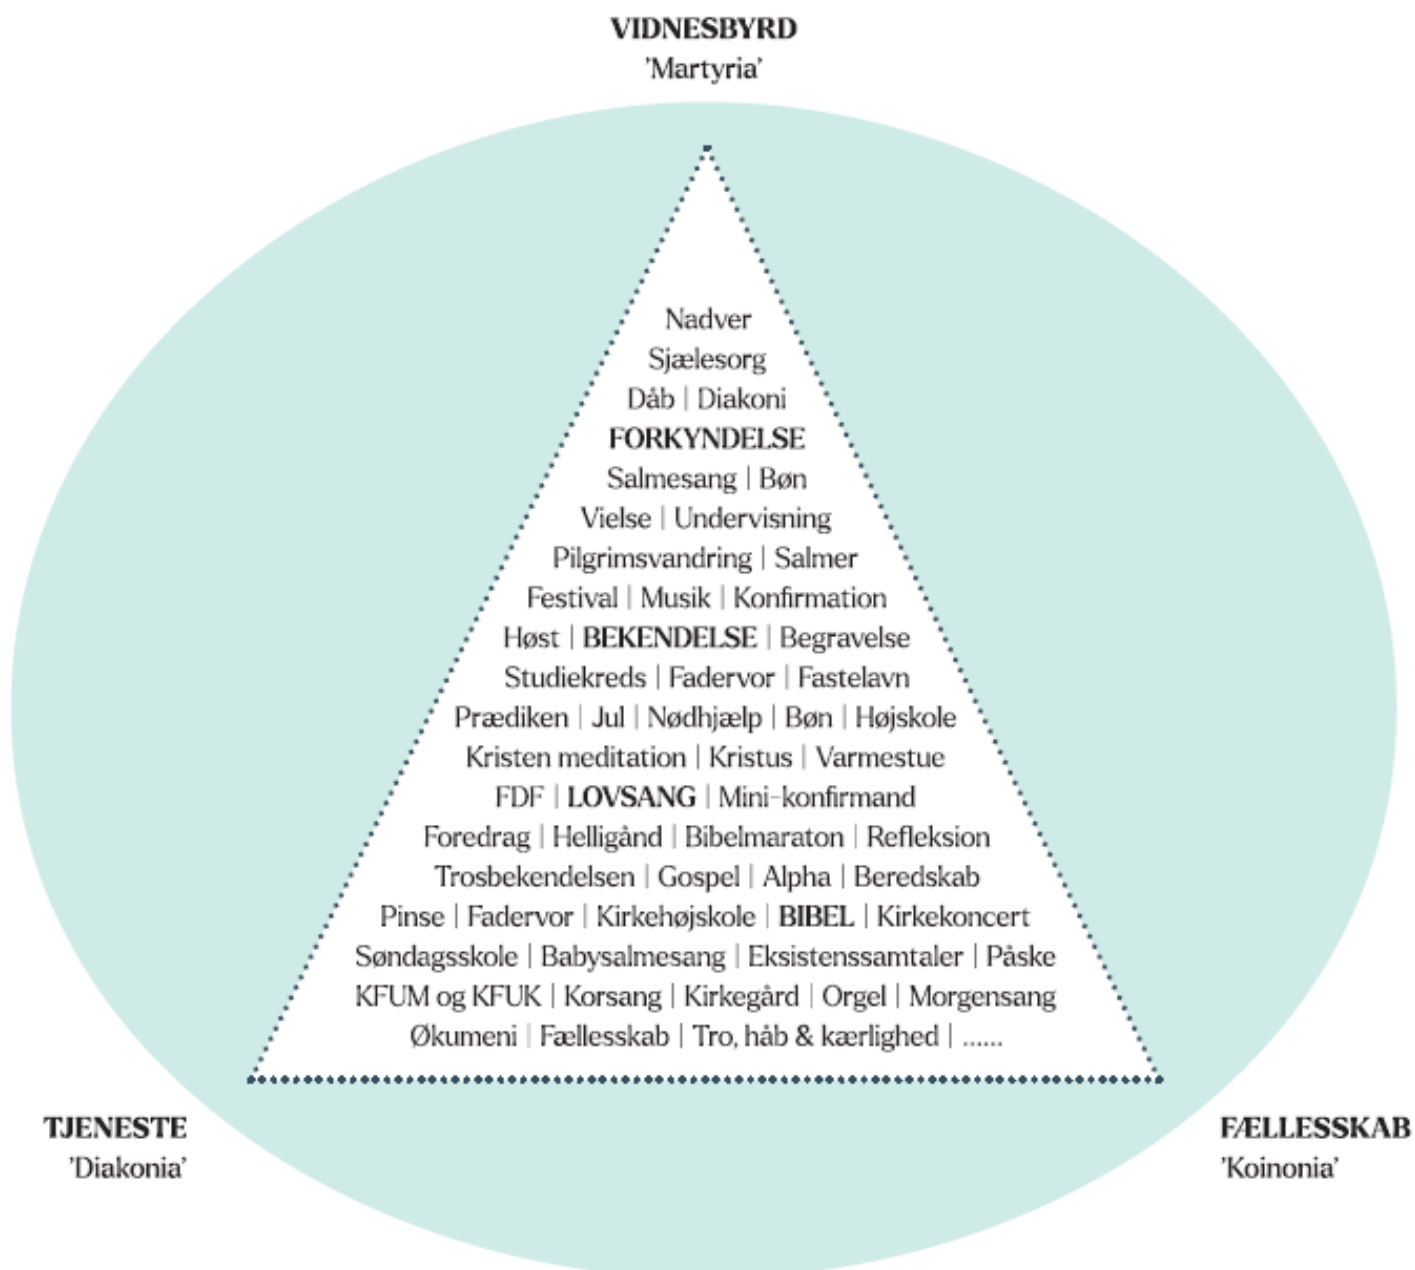 VIDNESBYRD
’Martyria’
Nadver
Sjælesorg
Dåb | Diakoni
FORKYNDELSE
Salmesang | Bøn
Vielse | Undervisning
Pilgrimsvandring | Salmer
Festival | Musik | Konfirmation
Høst | BEKENDELSE | Begravelse
Studiekreds | Fadervor | Fastelavn
Prædiken | Jul | Nødhjælp | Bøn | Højskole
Kristen meditation | Kristus | Varmestue
FDF | LOVSANG | Mini-konfirmand
Foredrag | Helligånd | Bibelmaraton | Refleksion
Trosbekendelsen | Gospel | Alpha | Beredskab
Pinse | Fadervor | Kirkehøjskole | BIBEL | Kirkekoncert
Søndagsskole | Babysalmesang | Eksistenssamtaler | Påske
KFUM og KFUK | Korsang | Kirkegård | Orgel | Morgensang
Økumeni | Fællesskab | Tro, håb & kærlighed | ......
TJENESTE
’Diakonia’
FÆLLESSKAB
’Koinonia’